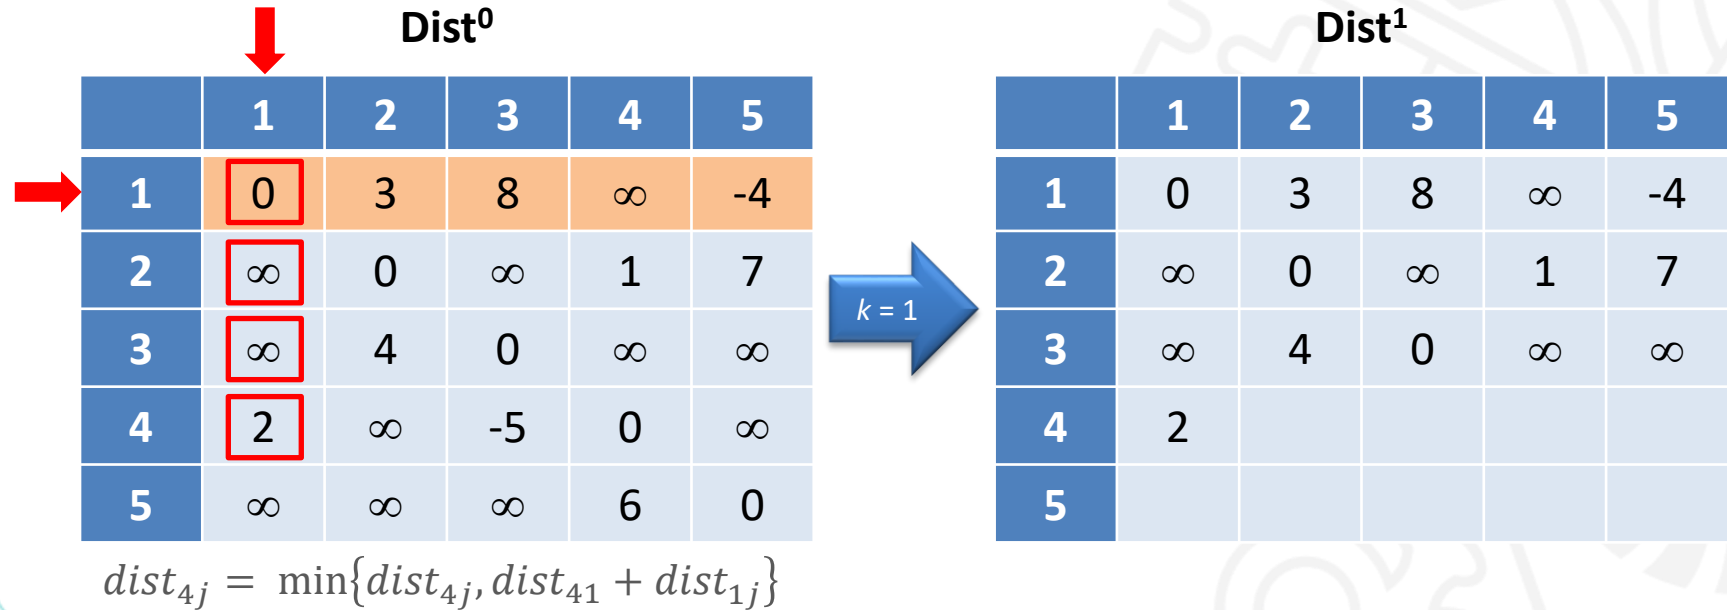 Dist⁰
1 2 3 4 5
1 0 3 8 ∞ -4
2 ∞ 0 ∞ 1 7
3 ∞ 4 0 ∞ ∞
4 2 ∞ -5 0 ∞
5 ∞ ∞ ∞ 6 0
dist₄ⱼ = min{dist₄ⱼ, dist₄₁ + dist₁ⱼ}
k = 1
Dist¹
1 2 3 4 5
1 0 3 8 ∞ -4
2 ∞ 0 ∞ 1 7
3 ∞ 4 0 ∞ ∞
4 2
5